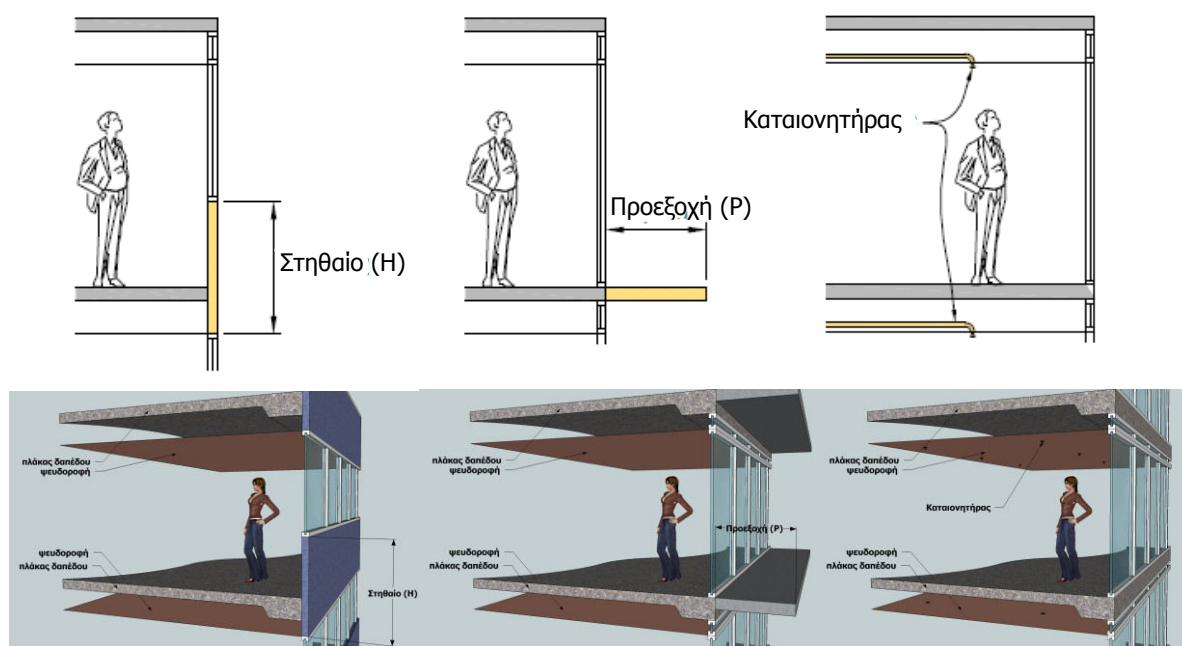 Στηθαίο (H)
Προεξοχή (P)
Καταιονητήρας
πλάκας δαπέδου
ψευδοροφή
ψευδοροφή
πλάκας δαπέδου
Στηθαίο (H)
πλάκας δαπέδου
ψευδοροφή
Προεξοχή (P)
ψευδοροφή
πλάκας δαπέδου
πλάκας δαπέδου
ψευδοροφή
Καταιονητήρας
ψευδοροφή
πλάκας δαπέδου